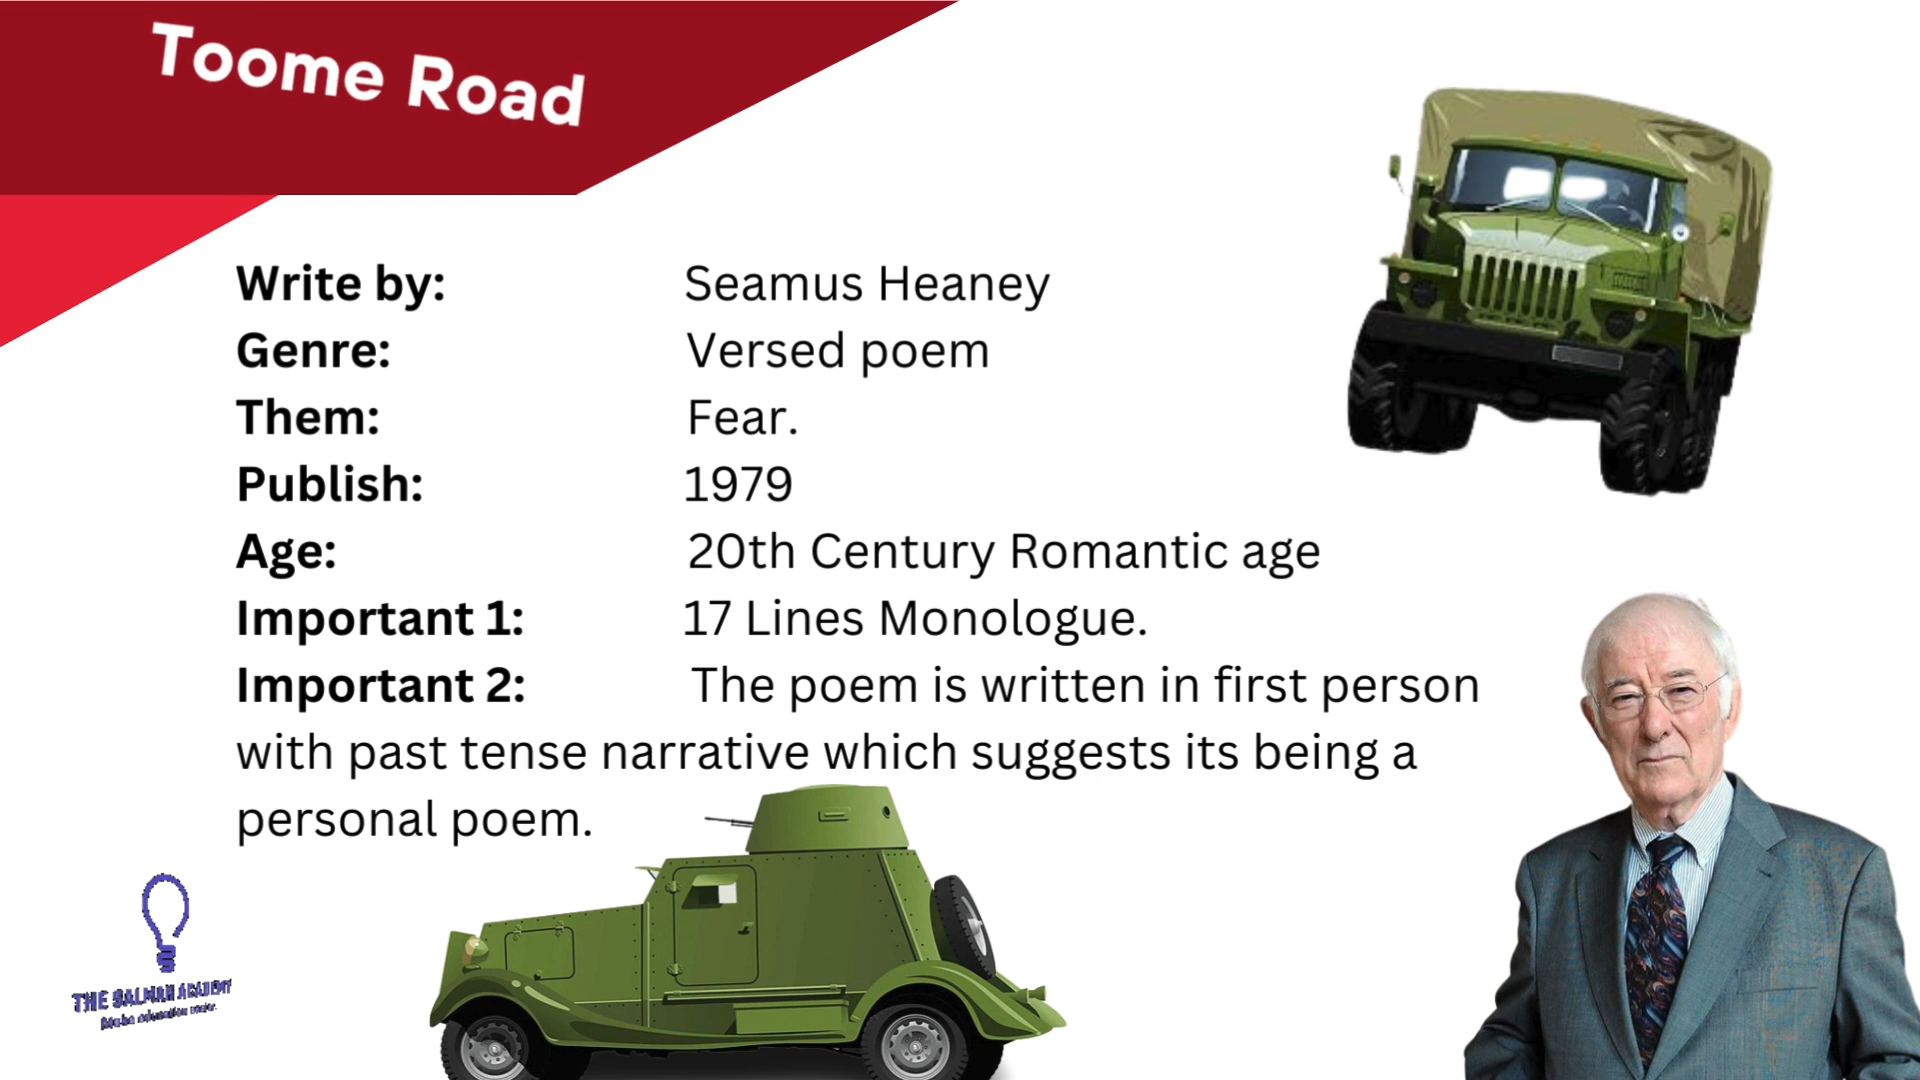 Toome Road
Write by: Seamus Heaney
Genre: Versed poem
Them: Fear.
Publish: 1979
Age: 20th Century Romantic age
Important 1: 17 Lines Monologue.
Important 2: The poem is written in first person
with past tense narrative which suggests its being a
personal poem.
THE SALMAN ACADEMY